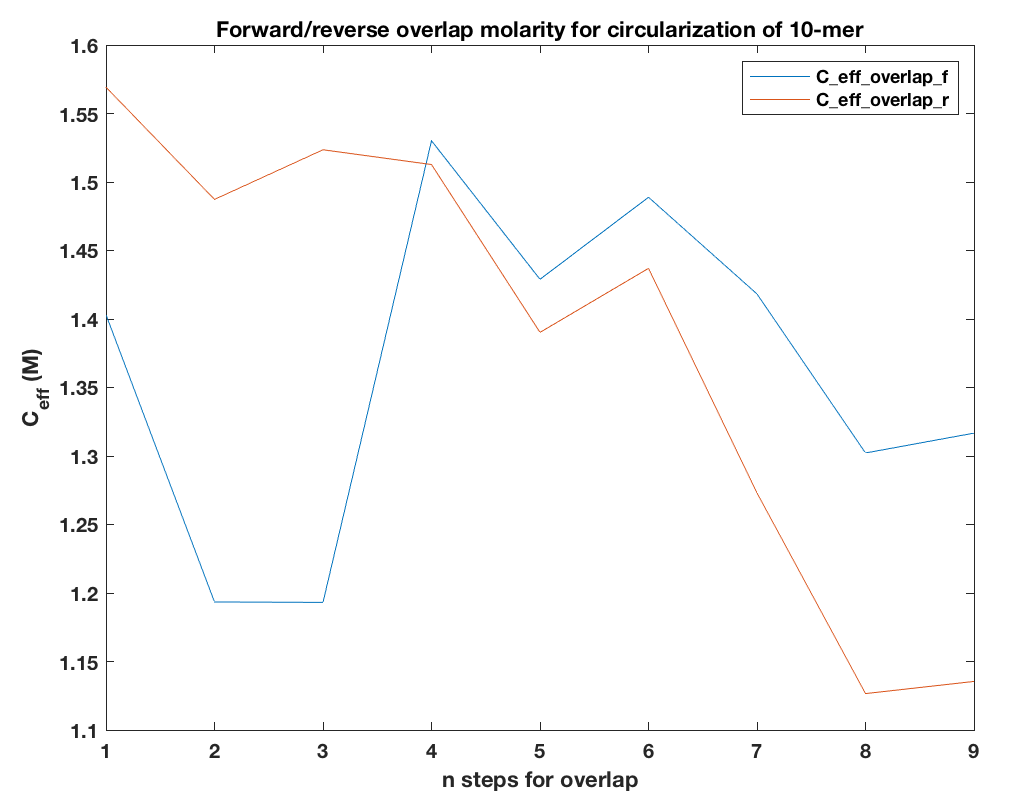 Forward/reverse overlap molarity for circularization of 10-mer
C_eff_overlap_f
C_eff_overlap_r
1.6
1.55
1.5
1.45
1.4
1.35
1.3
1.25
1.2
1.15
1.1
C_eff (M)
1 2 3 4 5 6 7 8 9
n steps for overlap